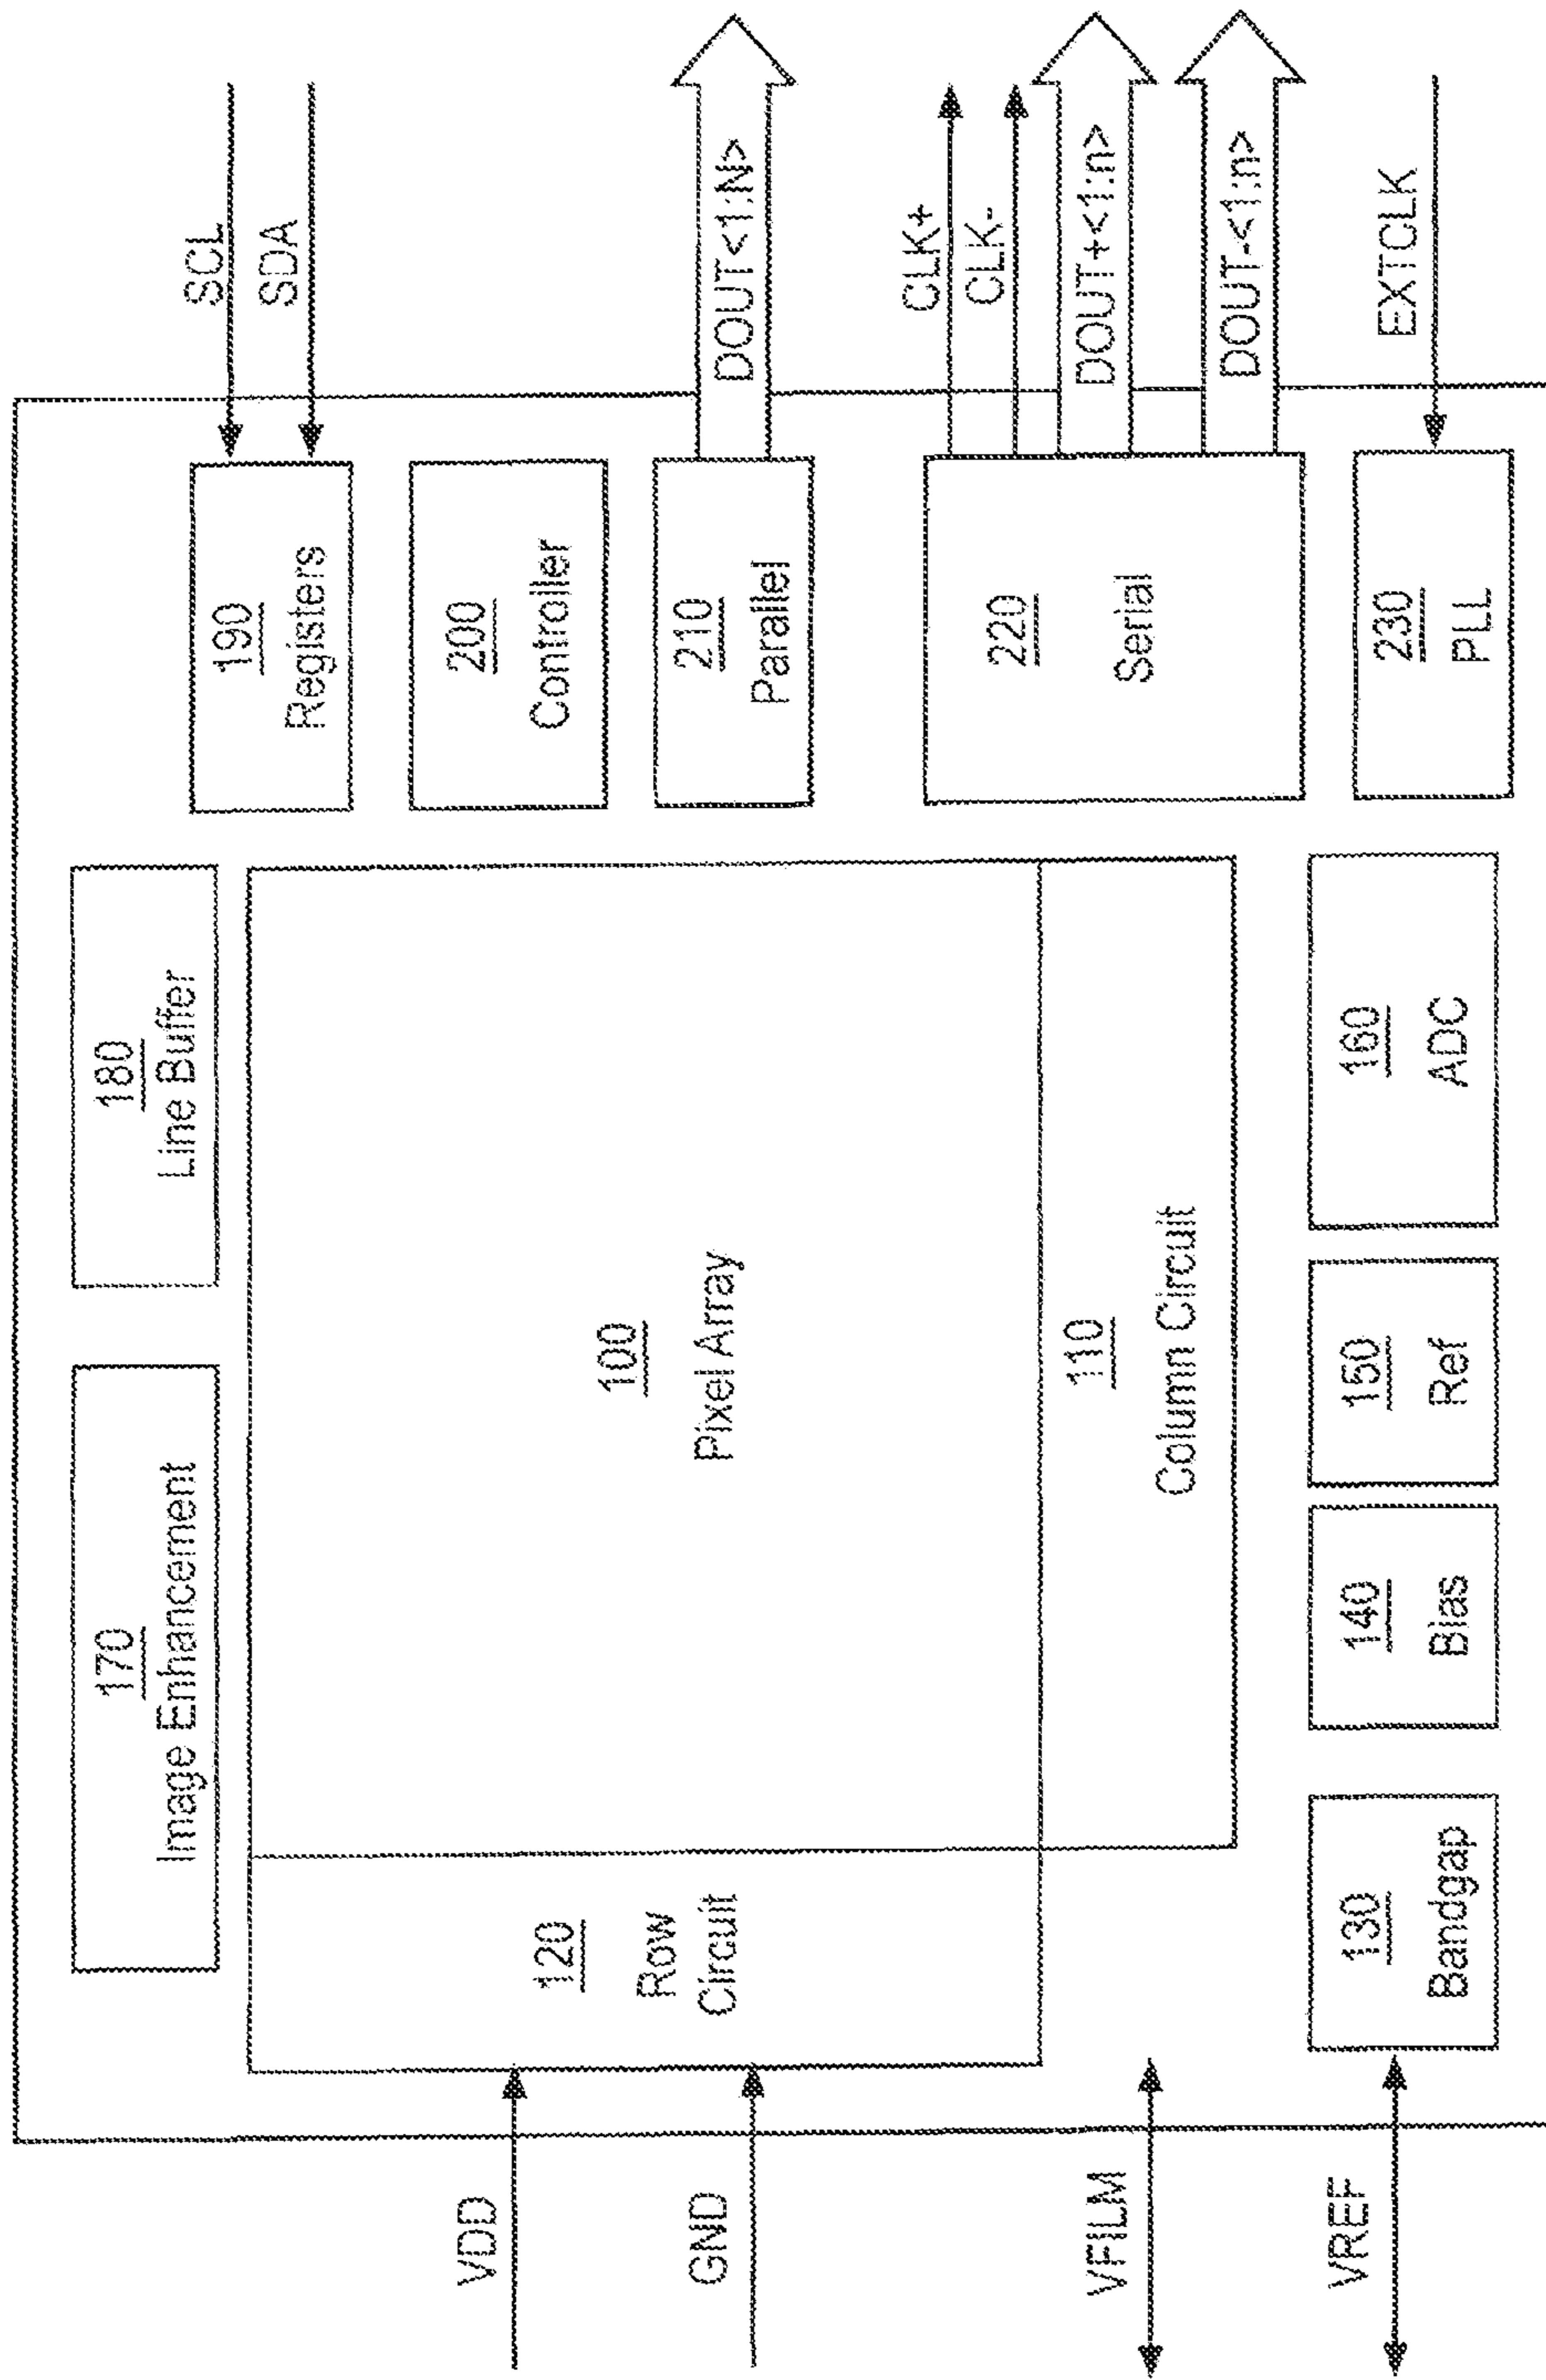 170
Image Enhancement
180
Line Buffer
190
Registers
SCL
SDA
200
Controller
210
Parallel
DOUT<1:N>
120
Row
Circuit
100
Pixel Array
110
Column Circuit
VDD
GND
VFILM
VREF
220
Serial
CLK+
CLK-
DOUT+<1:n>
DOUT-<1:n>
130
Bandgap
140
Bias
150
Ref
160
ADC
230
PLL
EXTCLK